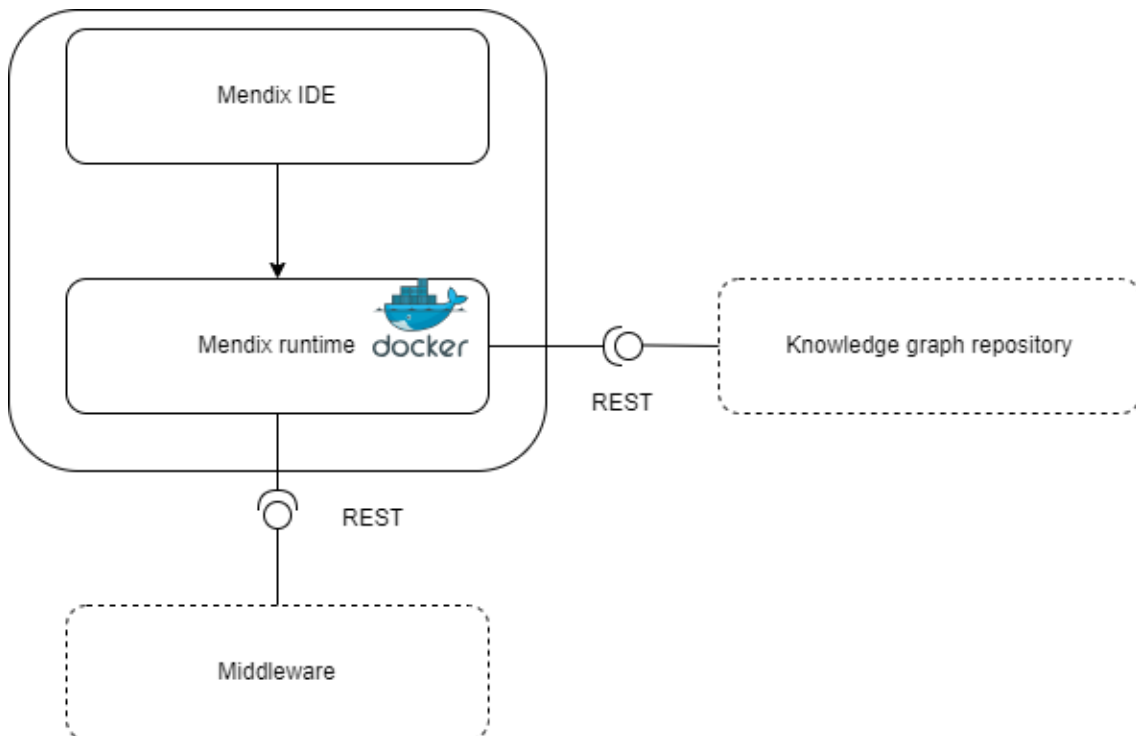 Mendix IDE
Mendix runtime
docker
Knowledge graph repository
REST
REST
Middleware